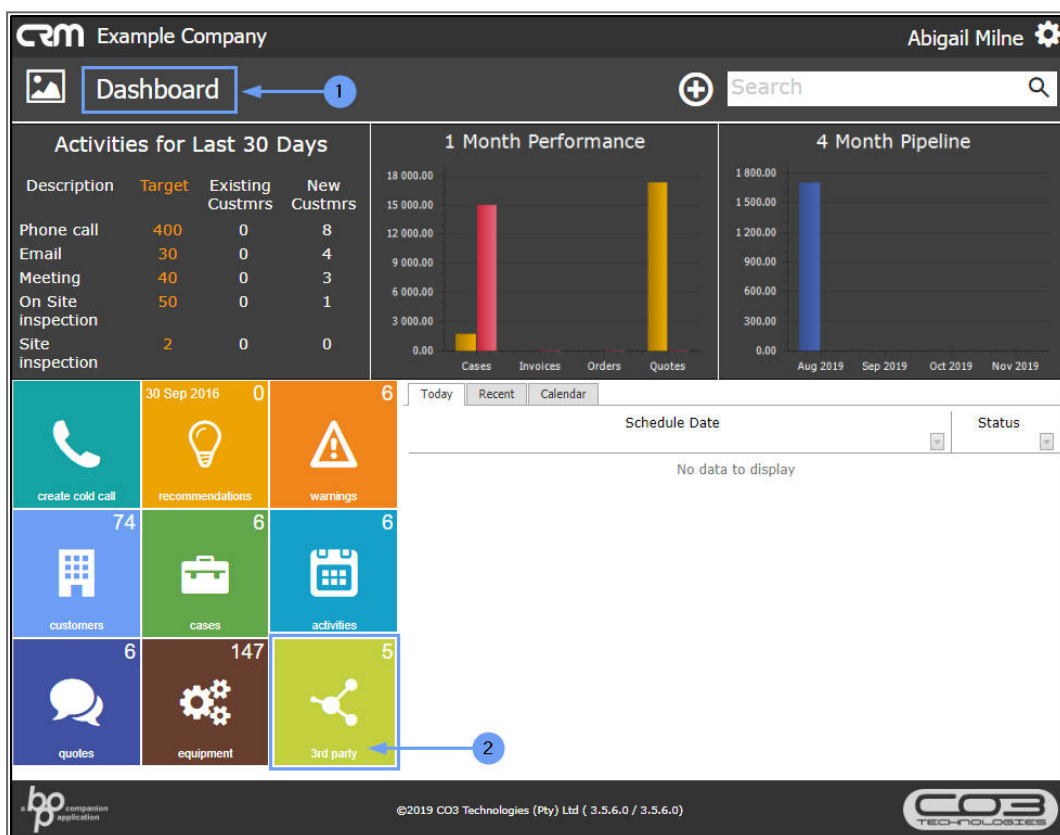 CRM Example Company
Abigail Milne
Dashboard
1
Search
Activities for Last 30 Days
Description Target Existing Custmrs New Custmrs
Phone call 400 0 8
Email 30 0 4
Meeting 40 0 3
On Site inspection 50 0 1
Site inspection 2 0 0
1 Month Performance
18 000.00
15 000.00
12 000.00
9 000.00
6 000.00
3 000.00
0.00
Cases Invoices Orders Quotes
4 Month Pipeline
1 800.00
1 500.00
1 200.00
900.00
600.00
300.00
0.00
Aug 2019 Sep 2019 Oct 2019 Nov 2019
create cold call
30 Sep 2016 0
recommendations
6
warnings
74
customers
6
cases
6
activities
6
quotes
147
equipment
5
3rd party
2
Today Recent Calendar
Schedule Date Status
No data to display
a bpo companion application
©2019 CO3 Technologies (Pty) Ltd ( 3.5.6.0 / 3.5.6.0)
CO3
TECHNOLOGIES